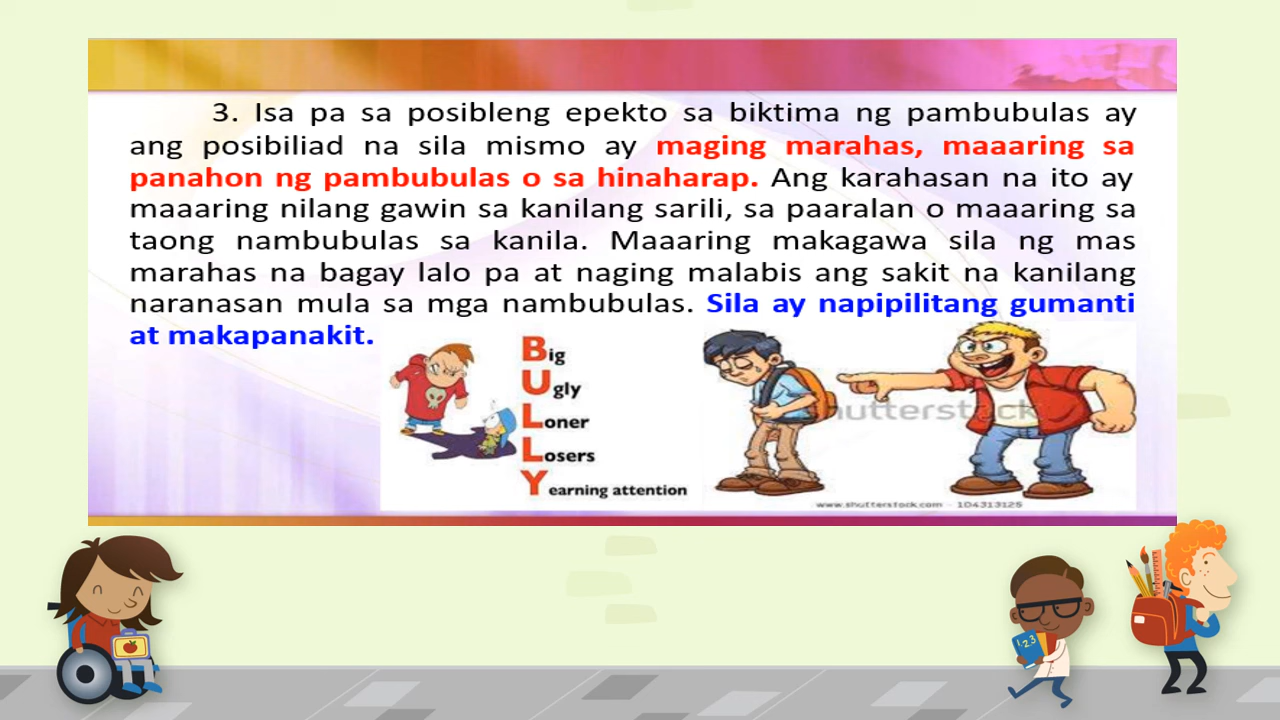 3. Isa pa sa posibleng epekto sa biktima ng pambubulas ay
ang posibiliad na sila mismo ay maging marahas, maaaring sa
panahon ng pambubulas o sa hinaharap. Ang karahasan na ito ay
maaaring nilang gawin sa kanilang sarili, sa paaralan o maaaring sa
taong nambubulas sa kanila. Maaaring makagawa sila ng mas
marahas na bagay lalo pa at naging malabis ang sakit na kanilang
naranasan mula sa mga nambubulas. Sila ay napipilitang gumanti
at makapanakit.
Big
Ugly
Loner
Losers
Yearning attention
shutterstock
www.shutterstock.com - 104313125
1 2 3